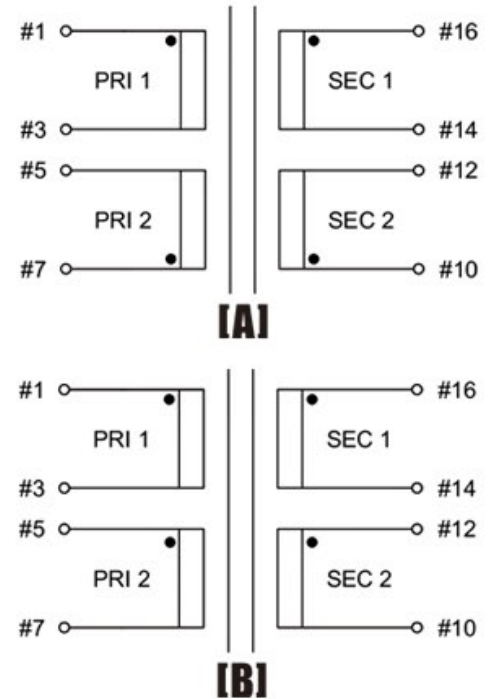 #1 #16
PRI 1 SEC 1
#3 #14
#5 #12
PRI 2 SEC 2
#7 #10
[A]
#1 #16
PRI 1 SEC 1
#3 #14
#5 #12
PRI 2 SEC 2
#7 #10
[B]